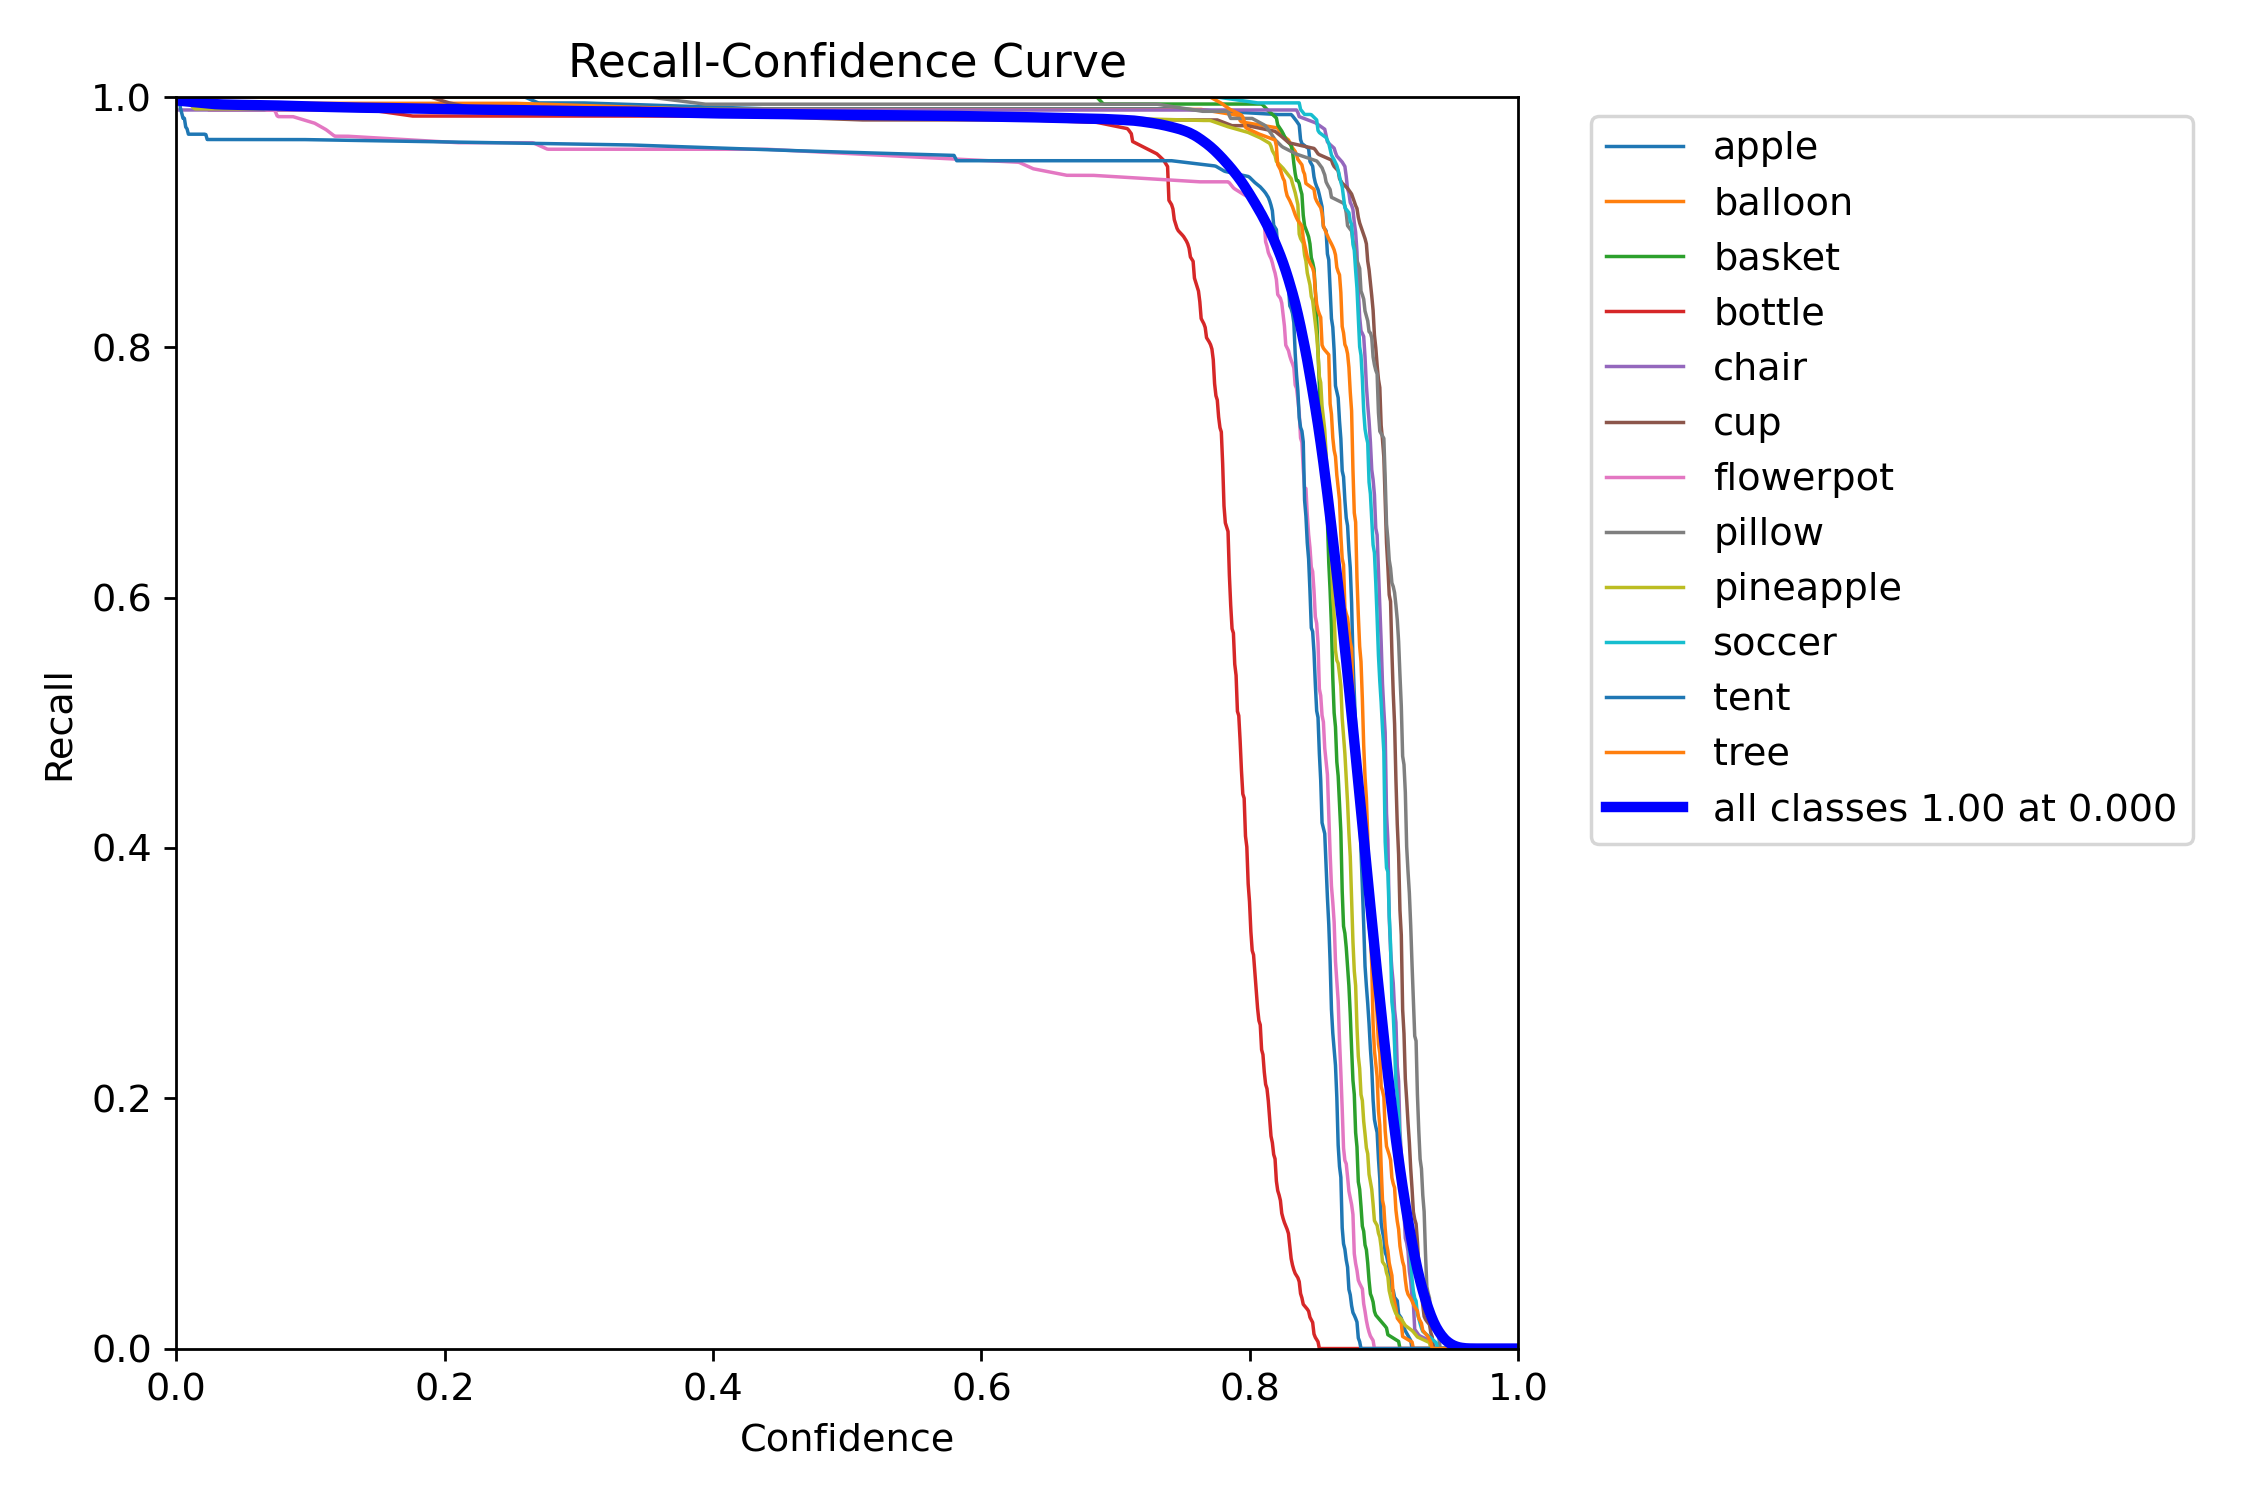 Recall-Confidence Curve
1.0
0.8
0.6
0.4
0.2
0.0
Recall
0.0 0.2 0.4 0.6 0.8 1.0
Confidence
apple
balloon
basket
bottle
chair
cup
flowerpot
pillow
pineapple
soccer
tent
tree
all classes 1.00 at 0.000